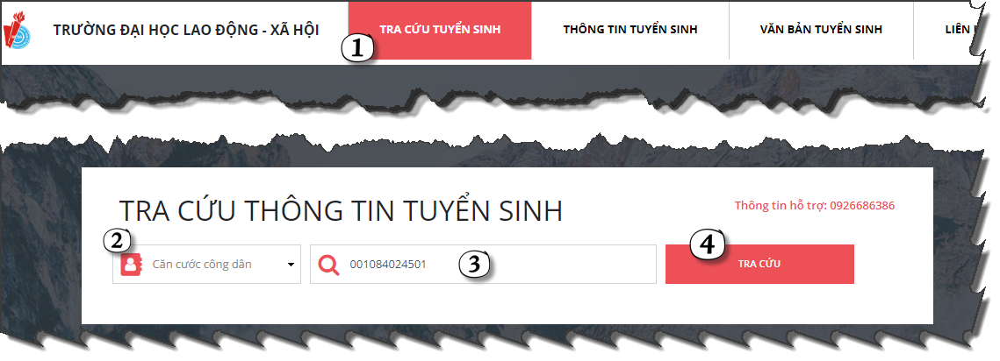 TRƯỜNG ĐẠI HỌC LAO ĐỘNG - XÃ HỘI TRA CỨU TUYỂN SINH THÔNG TIN TUYỂN SINH VĂN BẢN TUYỂN SINH LIÊN
1
TRA CỨU THÔNG TIN TUYỂN SINH Thông tin hỗ trợ: 0926686386
2 4
Căn cước công dân 001084024501 3 TRA CỨU